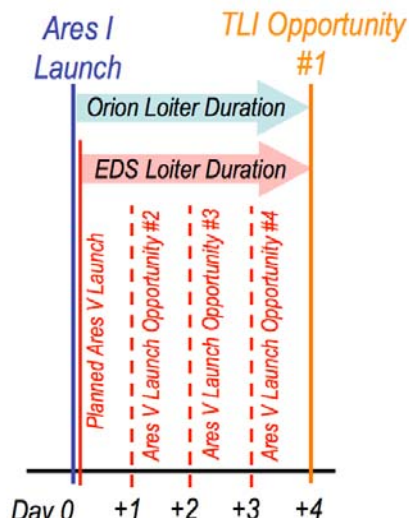 Ares I
Launch
TLI Opportunity
#1
Orion Loiter Duration
EDS Loiter Duration
Planned Ares V Launch
Ares V Launch Opportunity #2
Ares V Launch Opportunity #3
Ares V Launch Opportunity #4
Day 0 +1 +2 +3 +4